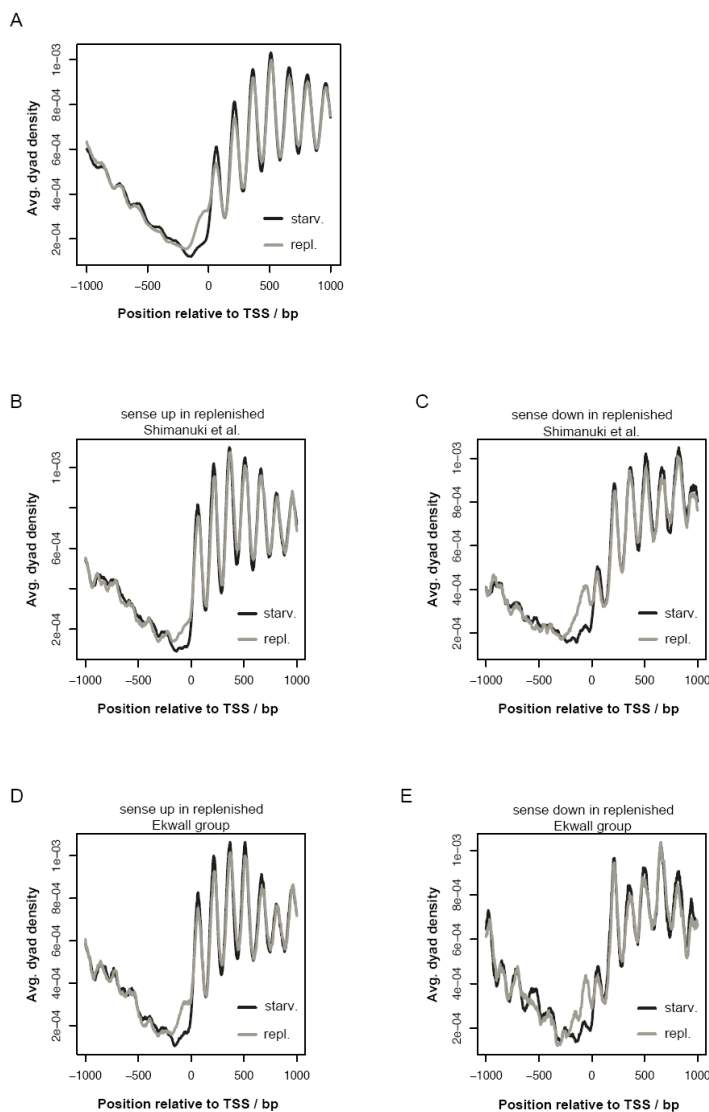 A
Avg. dyad density
1e−03
8e−04
6e−04
4e−04
2e−04
starv.
repl.
−1000 −500 0 500 1000
Position relative to TSS / bp
B
sense up in replenished
Shimanuki et al.
Avg. dyad density
1e−03
6e−04
2e−04
starv.
repl.
−1000 −500 0 500 1000
Position relative to TSS / bp
C
sense down in replenished
Shimanuki et al.
Avg. dyad density
1e−03
8e−04
6e−04
4e−04
2e−04
starv.
repl.
−1000 −500 0 500 1000
Position relative to TSS / bp
D
sense up in replenished
Ekwall group
Avg. dyad density
1e−03
8e−04
6e−04
4e−04
2e−04
starv.
repl.
−1000 −500 0 500 1000
Position relative to TSS / bp
E
sense down in replenished
Ekwall group
Avg. dyad density
1e−03
8e−04
6e−04
4e−04
2e−04
starv.
repl.
−1000 −500 0 500 1000
Position relative to TSS / bp